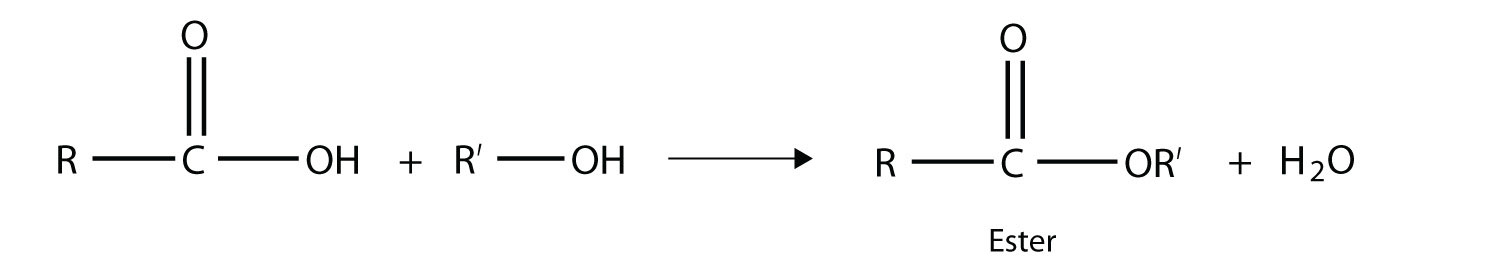 O O
R C OH + R′ OH R C OR′ + H₂O
Ester